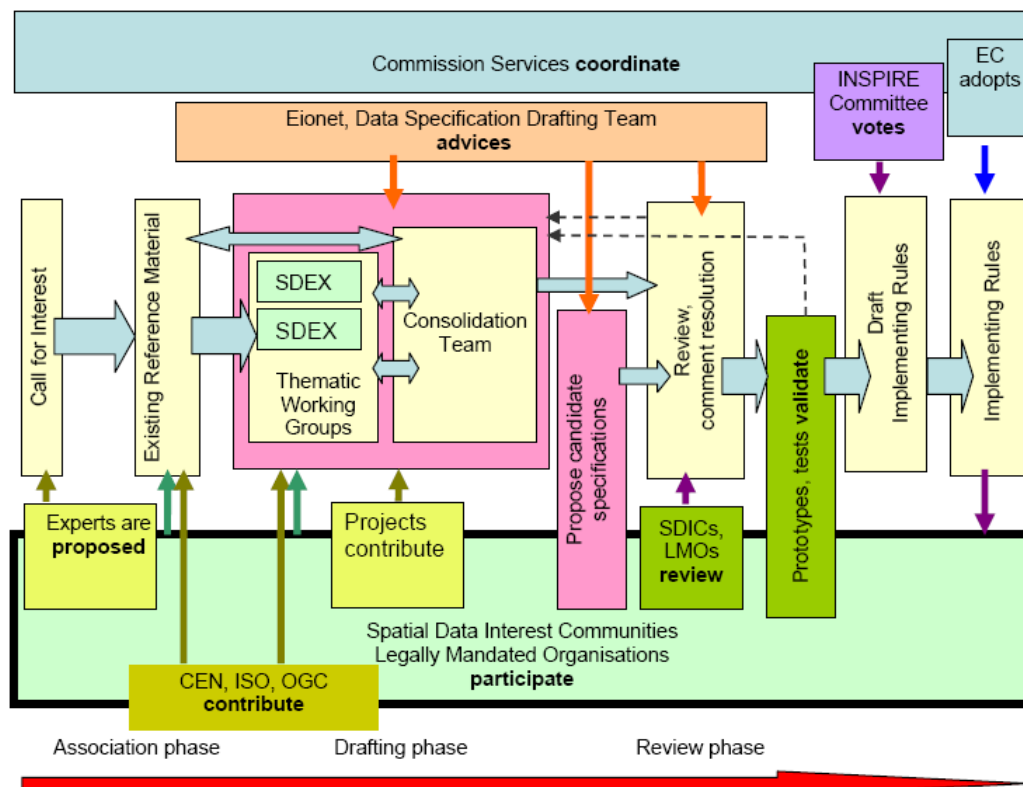 Commission Services coordinate
EC
adopts
INSPIRE
Committee
votes
Eionet, Data Specification Drafting Team
advices
Call for Interest
Existing Reference Material
SDEX
SDEX
Thematic
Working
Groups
Consolidation
Team
Propose candidate
specifications
Review,
comment resolution
Prototypes, tests validate
Draft
Implementing Rules
Implementing Rules
Experts are
proposed
Projects
contribute
SDICs,
LMOs
review
Spatial Data Interest Communities
Legally Mandated Organisations
participate
CEN, ISO, OGC
contribute
Association phase
Drafting phase
Review phase